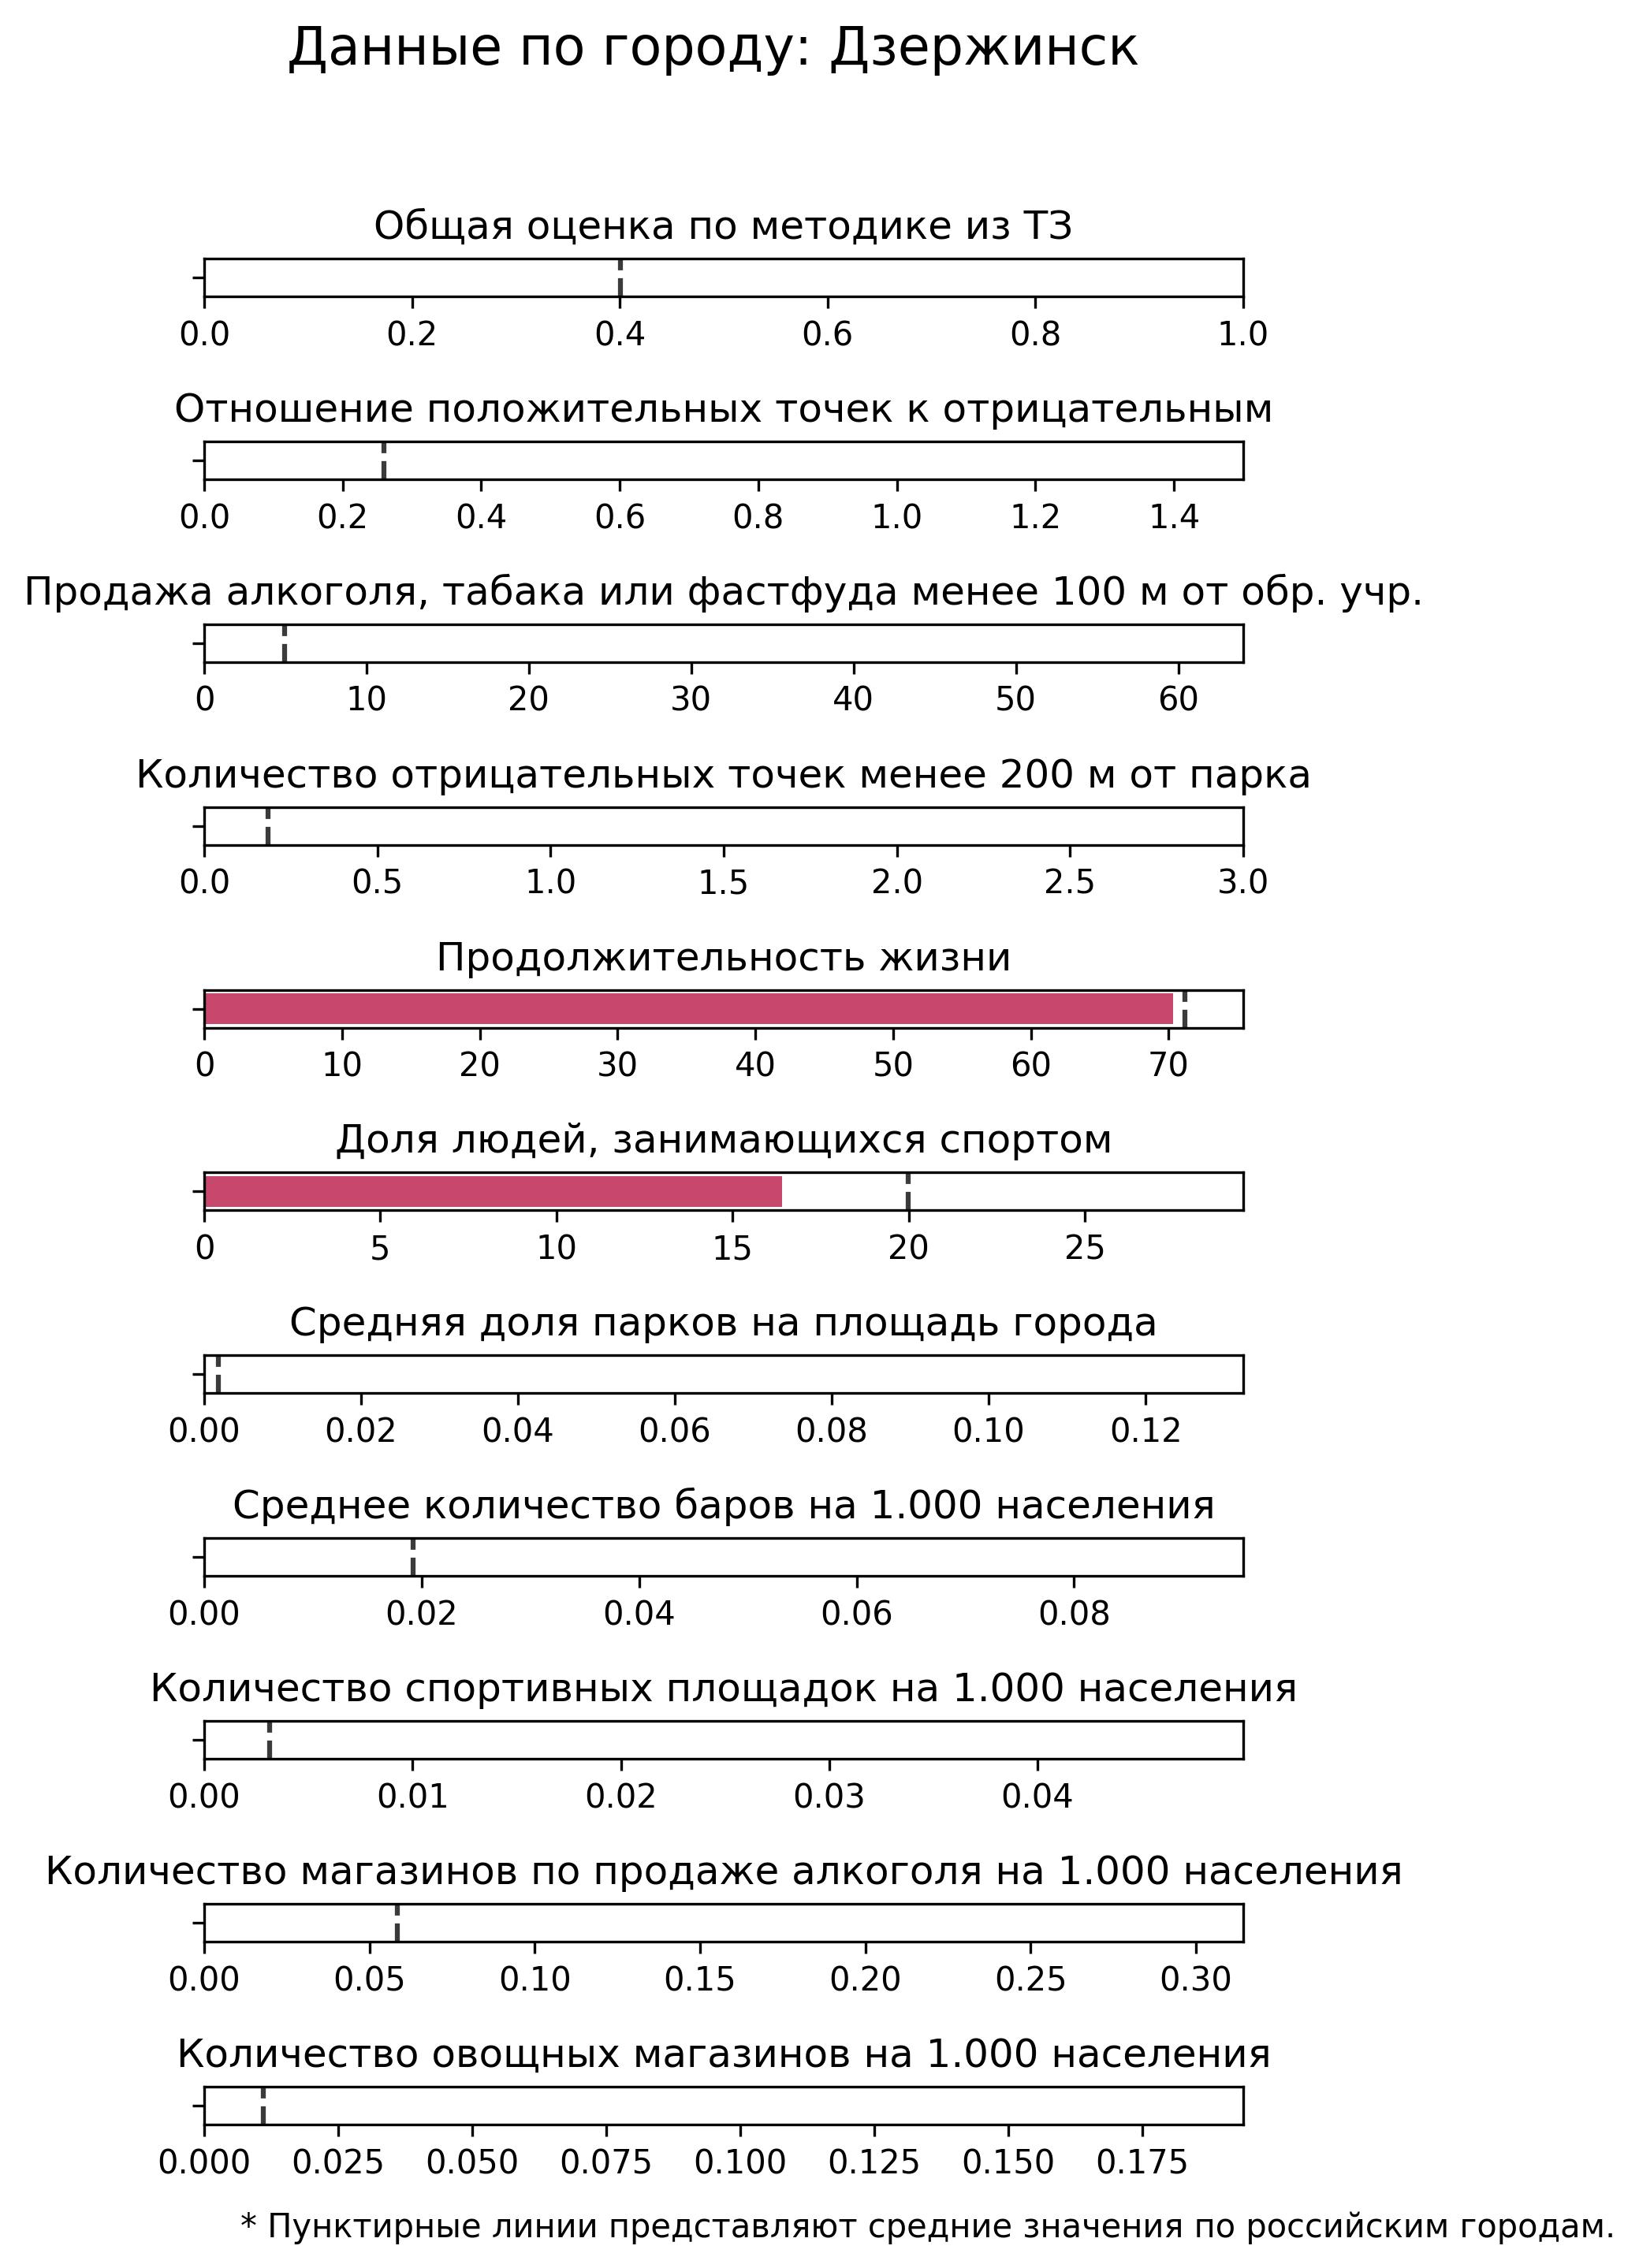 Данные по городу: Дзержинск
Общая оценка по методике из ТЗ
0.0 0.2 0.4 0.6 0.8 1.0
Отношение положительных точек к отрицательным
0.0 0.2 0.4 0.6 0.8 1.0 1.2 1.4
Продажа алкоголя, табака или фастфуда менее 100 м от обр. учр.
0 10 20 30 40 50 60
Количество отрицательных точек менее 200 м от парка
0.0 0.5 1.0 1.5 2.0 2.5 3.0
Продолжительность жизни
0 10 20 30 40 50 60 70
Доля людей, занимающихся спортом
0 5 10 15 20 25
Средняя доля парков на площадь города
0.00 0.02 0.04 0.06 0.08 0.10 0.12
Среднее количество баров на 1.000 населения
0.00 0.02 0.04 0.06 0.08
Количество спортивных площадок на 1.000 населения
0.00 0.01 0.02 0.03 0.04
Количество магазинов по продаже алкоголя на 1.000 населения
0.00 0.05 0.10 0.15 0.20 0.25 0.30
Количество овощных магазинов на 1.000 населения
0.000 0.025 0.050 0.075 0.100 0.125 0.150 0.175
* Пунктирные линии представляют средние значения по российским городам.